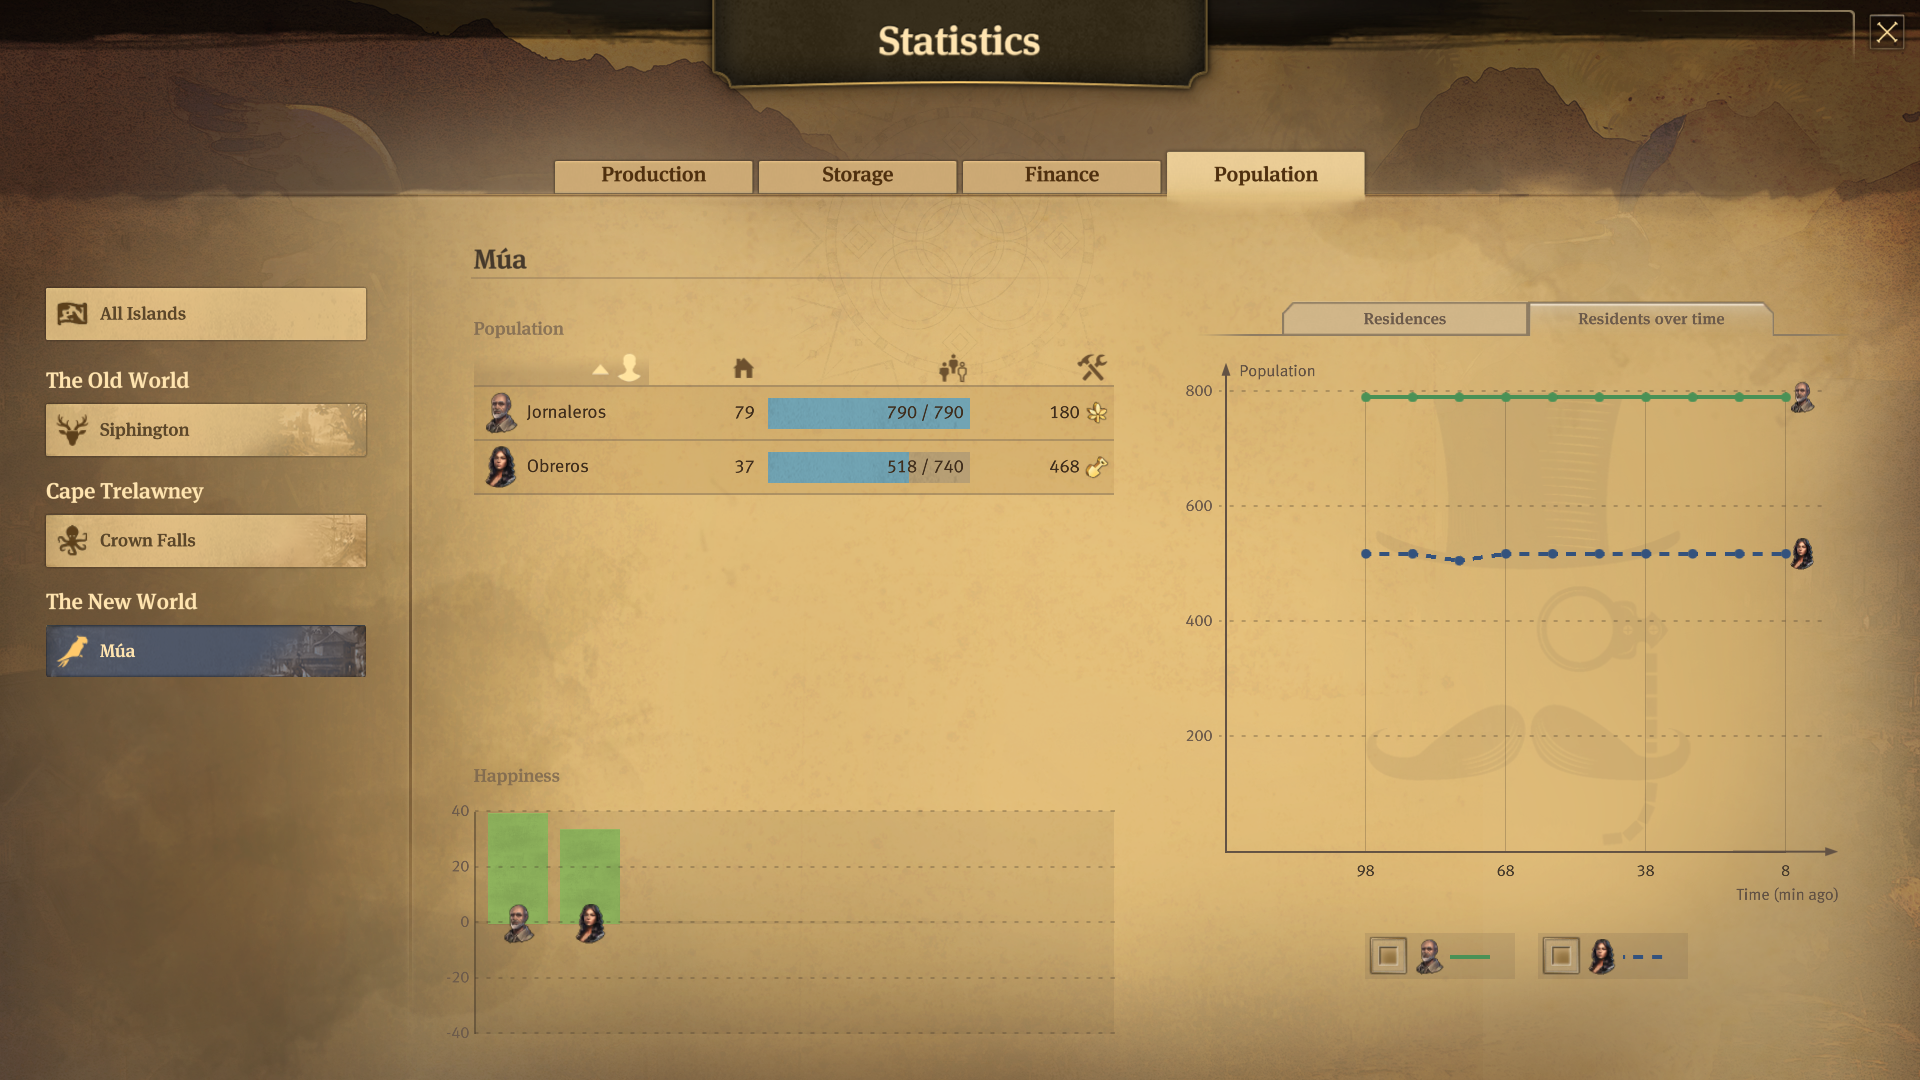 Statistics
Production
Storage
Finance
Population
All Islands
The Old World
Siphington
Cape Trelawney
Crown Falls
The New World
Múa
Múa
Population
Jornaleros 79 790 / 790 180
Obreros 37 518 / 740 468
Happiness
40
20
0
-20
-40
Residences
Residents over time
Population
800
600
400
200
98 68 38 8
Time (min ago)